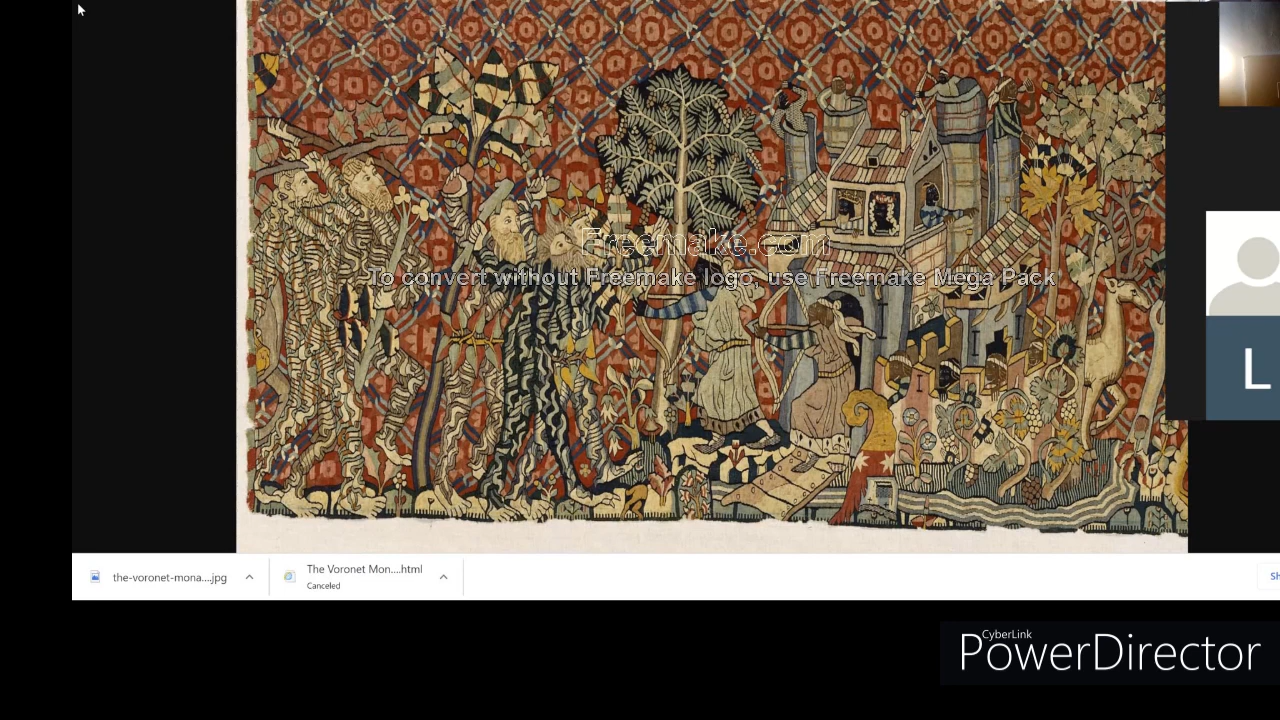 Freemake.com
To convert without Freemake logo, use Freemake Mega Pack
L
the-voronet-mona....jpg
The Voronet Mon....html
Canceled
Sh
CyberLink
PowerDirector